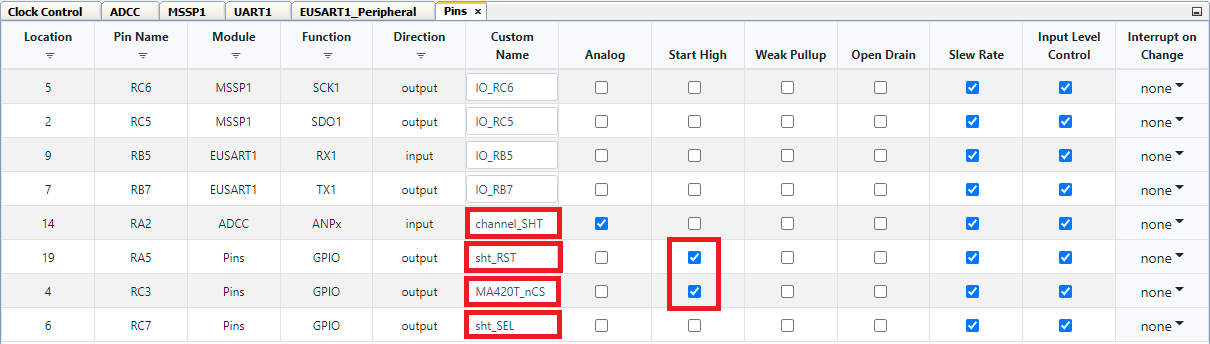 Clock Control ADCC MSSP1 UART1 EUSART1_Peripheral Pins ×
Location Pin Name Module Function Direction Custom Name Analog Start High Weak Pullup Open Drain Slew Rate Input Level Control Interrupt on Change
5 RC6 MSSP1 SCK1 output IO_RC6 none
2 RC5 MSSP1 SDO1 output IO_RC5 none
9 RB5 EUSART1 RX1 input IO_RB5 none
7 RB7 EUSART1 TX1 output IO_RB7 none
14 RA2 ADCC ANPx input channel_SHT none
19 RA5 Pins GPIO output sht_RST none
4 RC3 Pins GPIO output MA420T_nCS none
6 RC7 Pins GPIO output sht_SEL none